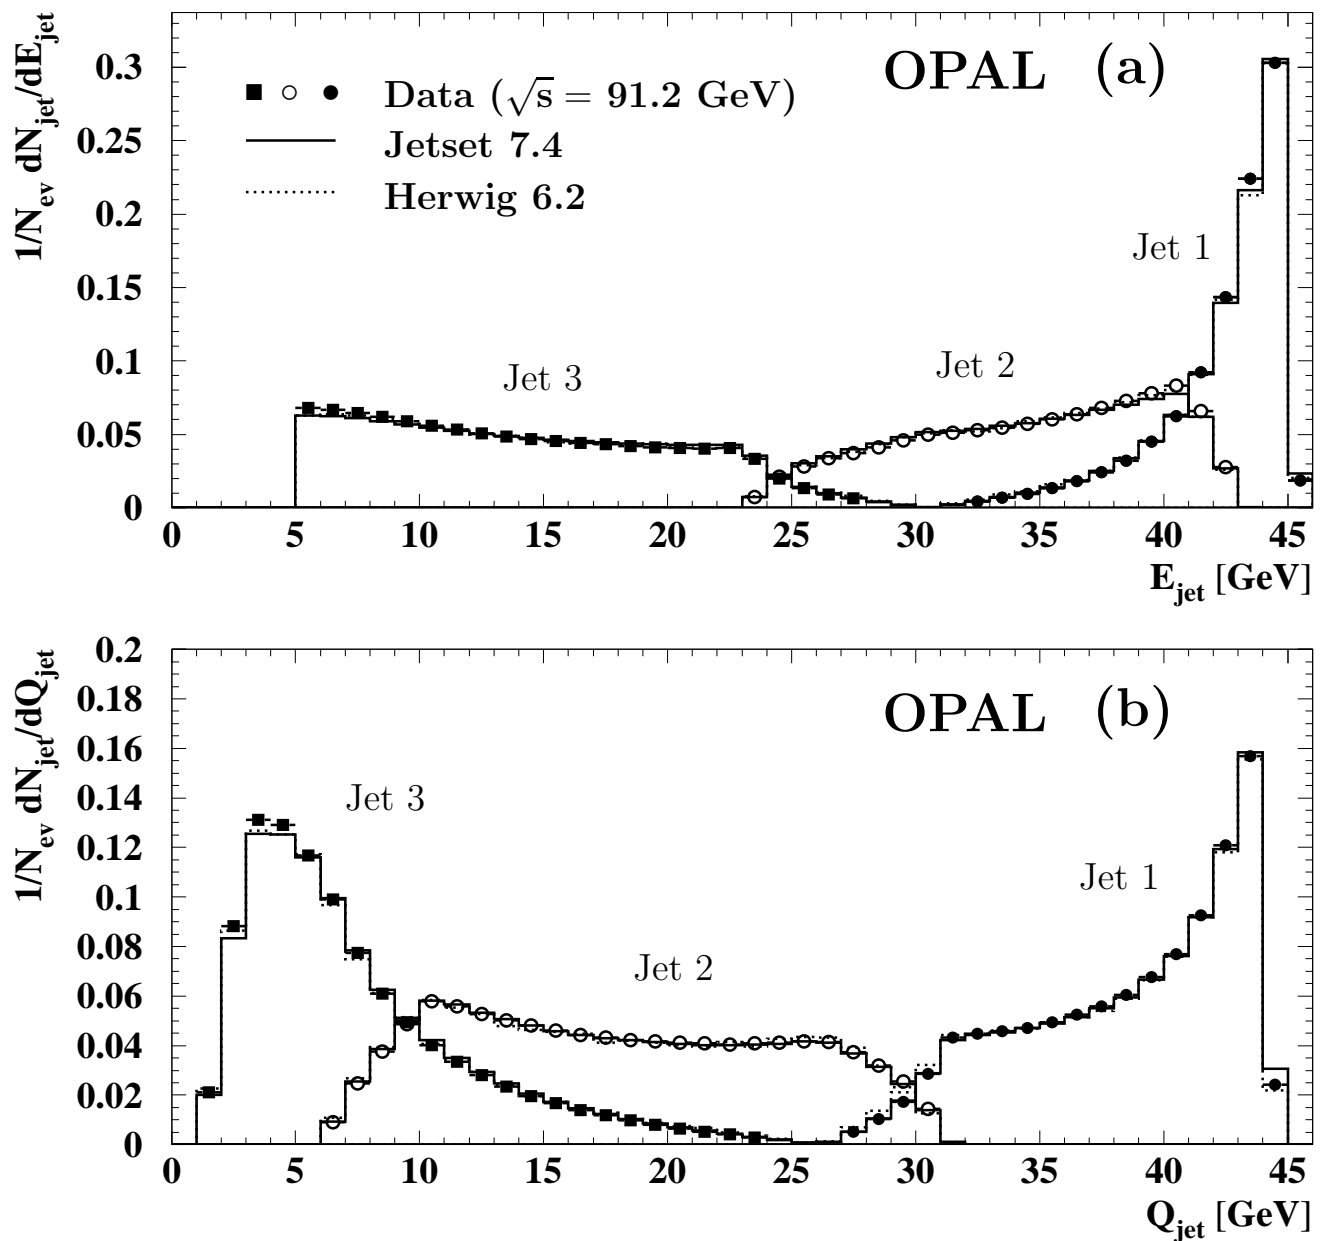 OPAL (a)
Data (√s = 91.2 GeV)
Jetset 7.4
Herwig 6.2
Jet 1
Jet 2
Jet 3
1/N_ev dN_jet/dE_jet
0.3
0.25
0.2
0.15
0.1
0.05
0
0 5 10 15 20 25 30 35 40 45
E_jet [GeV]
OPAL (b)
Jet 3
Jet 1
Jet 2
1/N_ev dN_jet/dQ_jet
0.2
0.18
0.16
0.14
0.12
0.1
0.08
0.06
0.04
0.02
0
0 5 10 15 20 25 30 35 40 45
Q_jet [GeV]